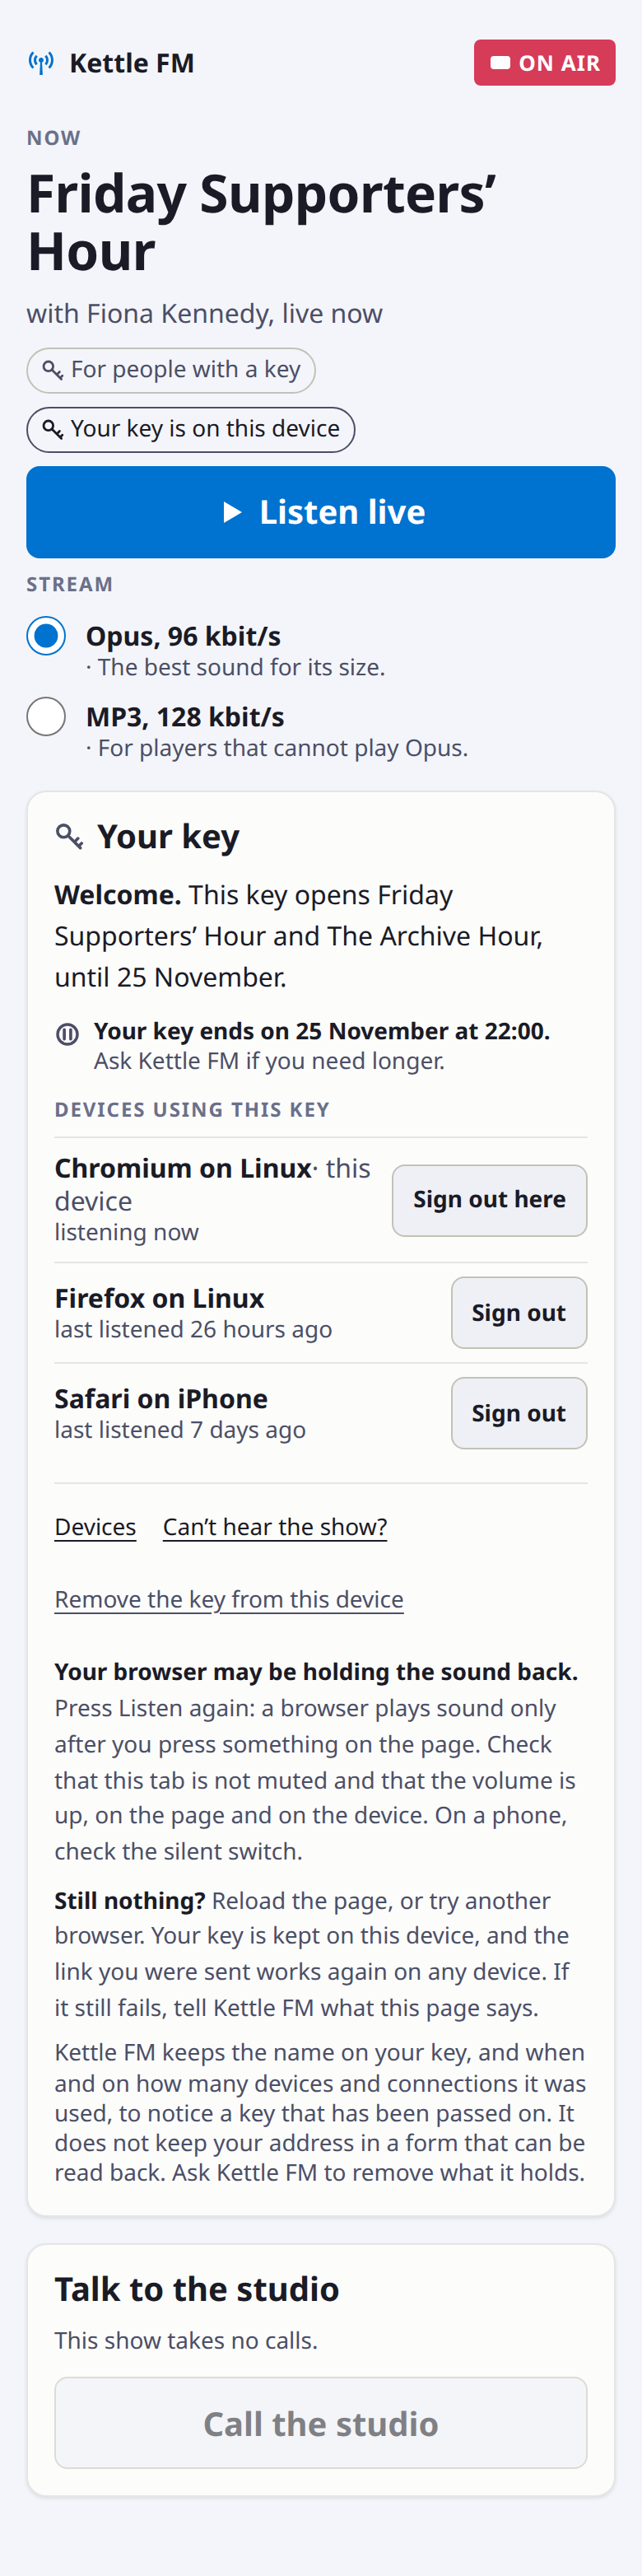 Kettle FM
ON AIR
NOW
Friday Supporters’
Hour
with Fiona Kennedy, live now
For people with a key
Your key is on this device
Listen live
STREAM
Opus, 96 kbit/s
· The best sound for its size.
MP3, 128 kbit/s
· For players that cannot play Opus.
Your key
Welcome. This key opens Friday
Supporters’ Hour and The Archive Hour,
until 25 November.
Your key ends on 25 November at 22:00.
Ask Kettle FM if you need longer.
DEVICES USING THIS KEY
Chromium on Linux· this
device
listening now
Sign out here
Firefox on Linux
last listened 26 hours ago
Sign out
Safari on iPhone
last listened 7 days ago
Sign out
Devices Can’t hear the show?
Remove the key from this device
Your browser may be holding the sound back.
Press Listen again: a browser plays sound only
after you press something on the page. Check
that this tab is not muted and that the volume is
up, on the page and on the device. On a phone,
check the silent switch.
Still nothing? Reload the page, or try another
browser. Your key is kept on this device, and the
link you were sent works again on any device. If
it still fails, tell Kettle FM what this page says.
Kettle FM keeps the name on your key, and when
and on how many devices and connections it was
used, to notice a key that has been passed on. It
does not keep your address in a form that can be
read back. Ask Kettle FM to remove what it holds.
Talk to the studio
This show takes no calls.
Call the studio